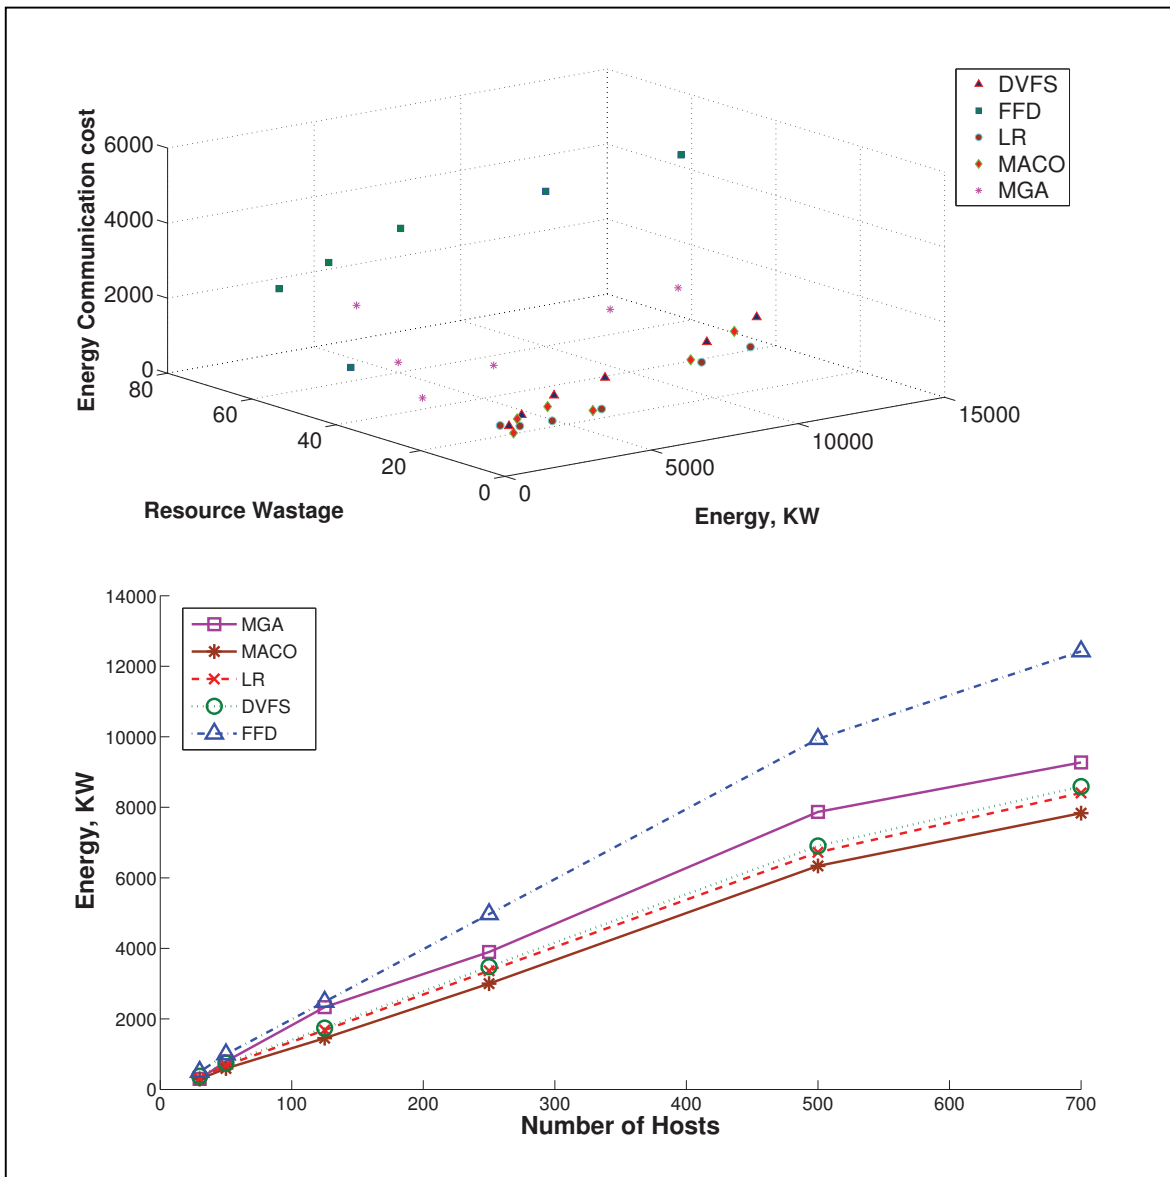 DVFS
FFD
LR
MACO
MGA
Energy Communication cost
6000
4000
2000
0
80
60
40
20
0
0
5000
10000
15000
Resource Wastage
Energy, KW
14000
12000
10000
8000
6000
4000
2000
0
MGA
MACO
LR
DVFS
FFD
Energy, KW
0
100
200
300
400
500
600
700
Number of Hosts